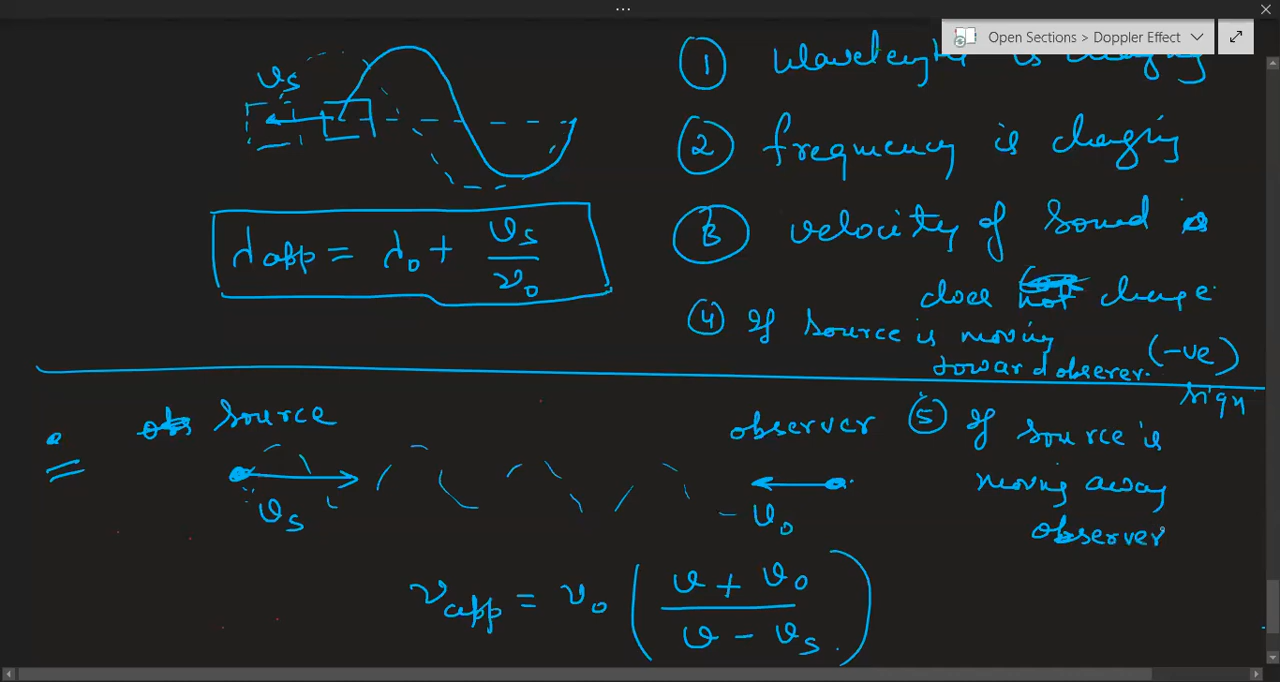 ...
Open Sections > Doppler Effect
① wavelength is changing
② frequency is changing
③ velocity of sound
does change
④ If source is moving
toward observer. (-ve)
sign
vs
λapp = λ0 + vs/ν0
source
observer
⑤ If
source is
moving away
observer
vs
- v0
νapp = ν0 ( v + v0 / v - vs )